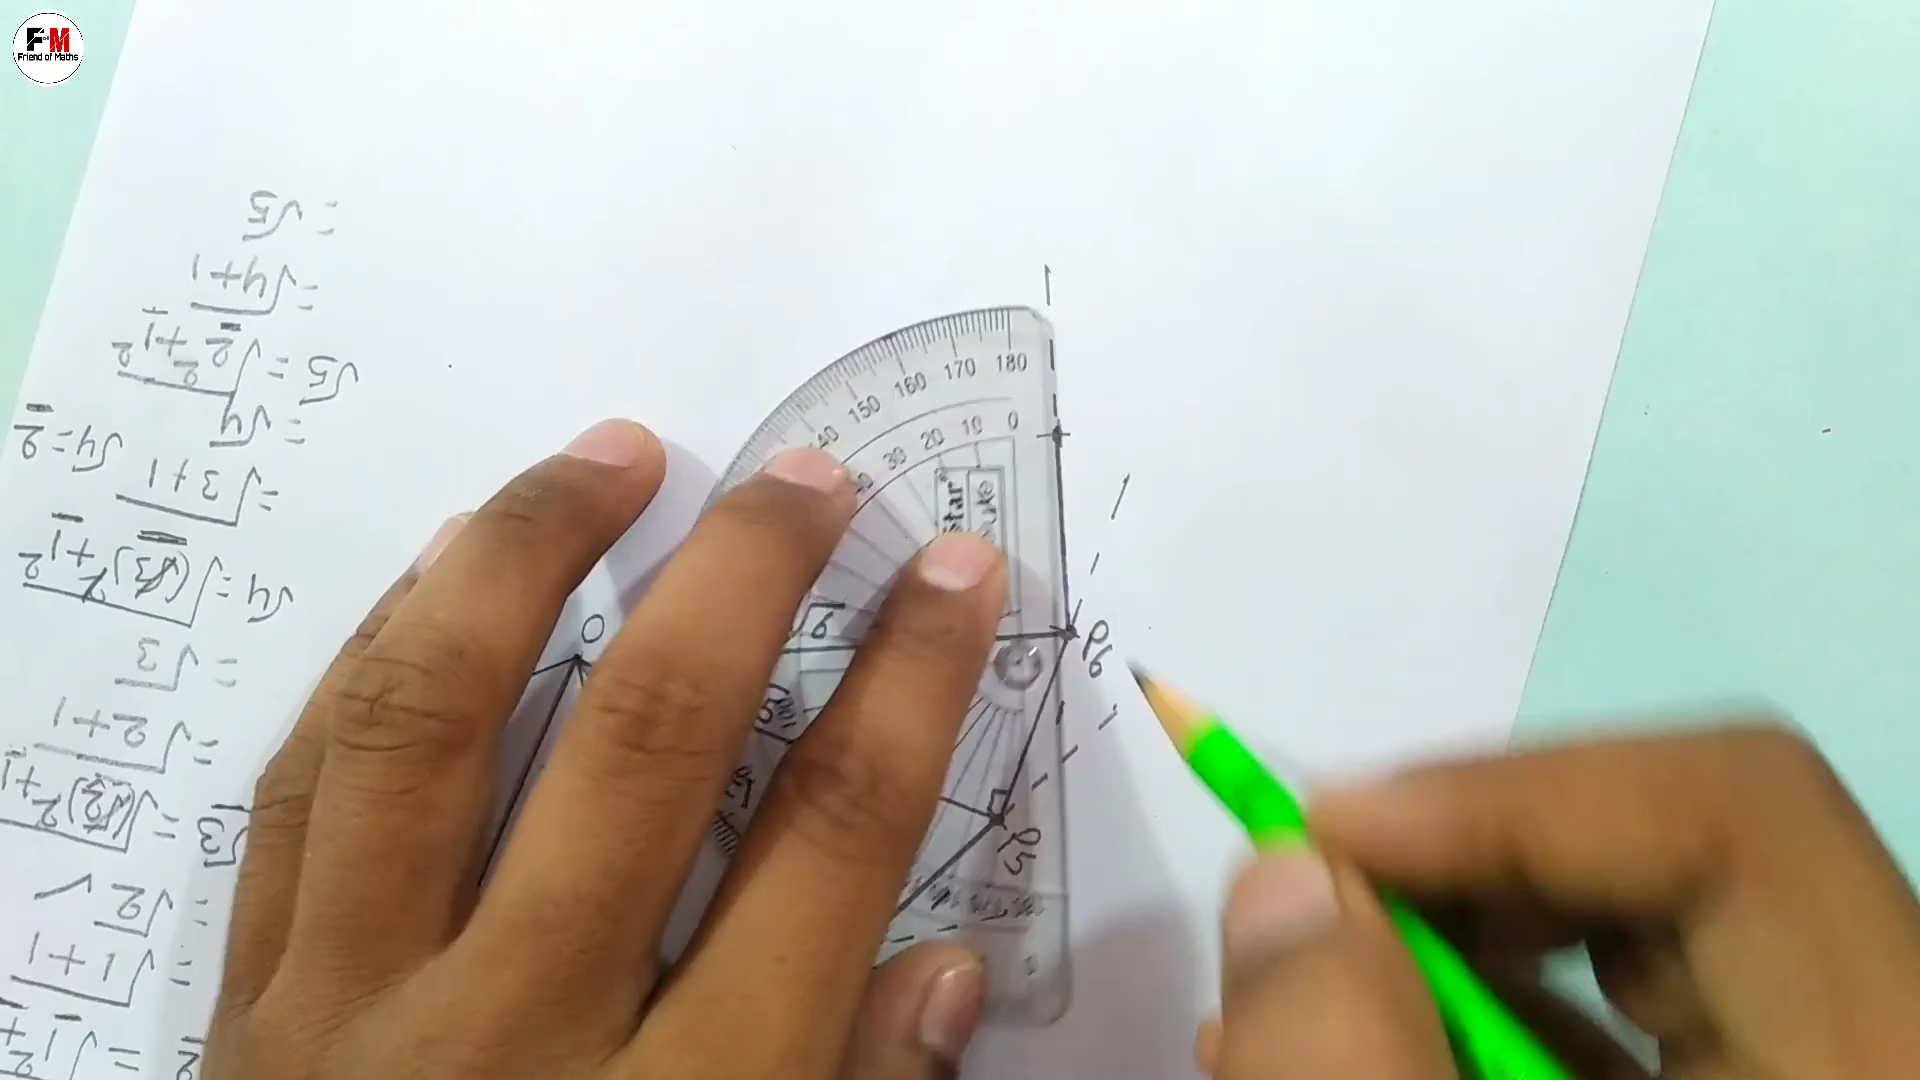 FM
Friend of Maths
= √5
= √4+1
√5 = √2²+1²
= √4
√4=2
= √3+1
√4 = √(√3)²+1²
= √3
= √2+1
√3 = √(√2)²+1
= √2 ✓
= √1+1
= √1²+
140 150 160 170 180
30 20 10 0
Star
O
√6
P6
P5